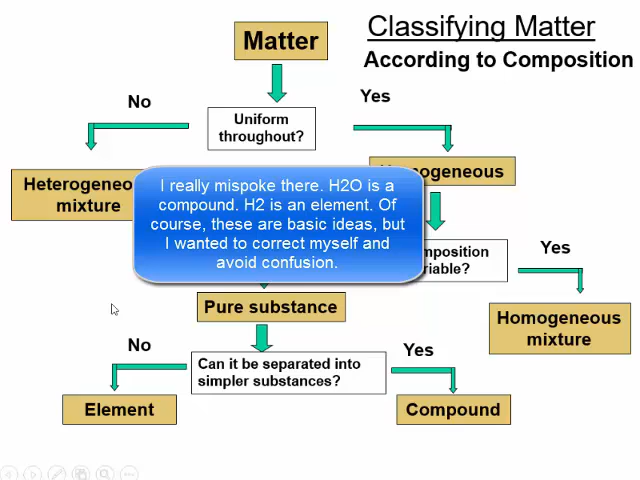 Classifying Matter
According to Composition
Matter
No
Yes
Uniform
throughout?
Heterogeneo
mixture
ogeneous
I really mispoke there. H2O is a
compound. H2 is an element. Of
course, these are basic ideas, but
I wanted to correct myself and
avoid confusion.
mposition
riable?
Yes
Pure substance
Homogeneous
mixture
No
Can it be separated into
simpler substances?
Yes
Element
Compound